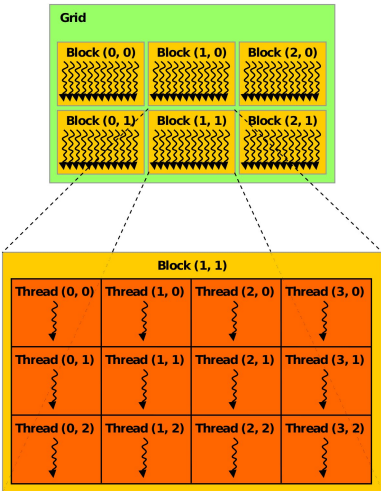 Grid
Block (0, 0) Block (1, 0) Block (2, 0)
Block (0, 1) Block (1, 1) Block (2, 1)
Block (1, 1)
Thread (0, 0) Thread (1, 0) Thread (2, 0) Thread (3, 0)
Thread (0, 1) Thread (1, 1) Thread (2, 1) Thread (3, 1)
Thread (0, 2) Thread (1, 2) Thread (2, 2) Thread (3, 2)